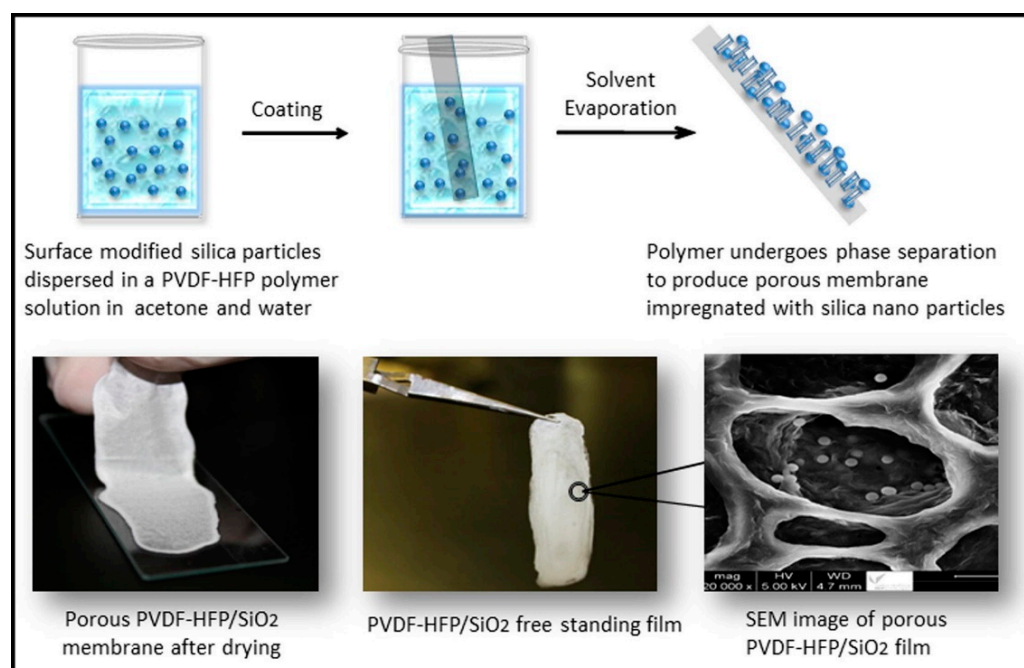 Coating
Solvent
Evaporation
Surface modified silica particles
dispersed in a PVDF-HFP polymer
solution in acetone and water
Polymer undergoes phase separation
to produce porous membrane
impregnated with silica nano particles
mag HV WD
20 000 x 5.00 kV 4.7 mm
Porous PVDF-HFP/SiO2
membrane after drying
PVDF-HFP/SiO2 free standing film
SEM image of porous
PVDF-HFP/SiO2 film